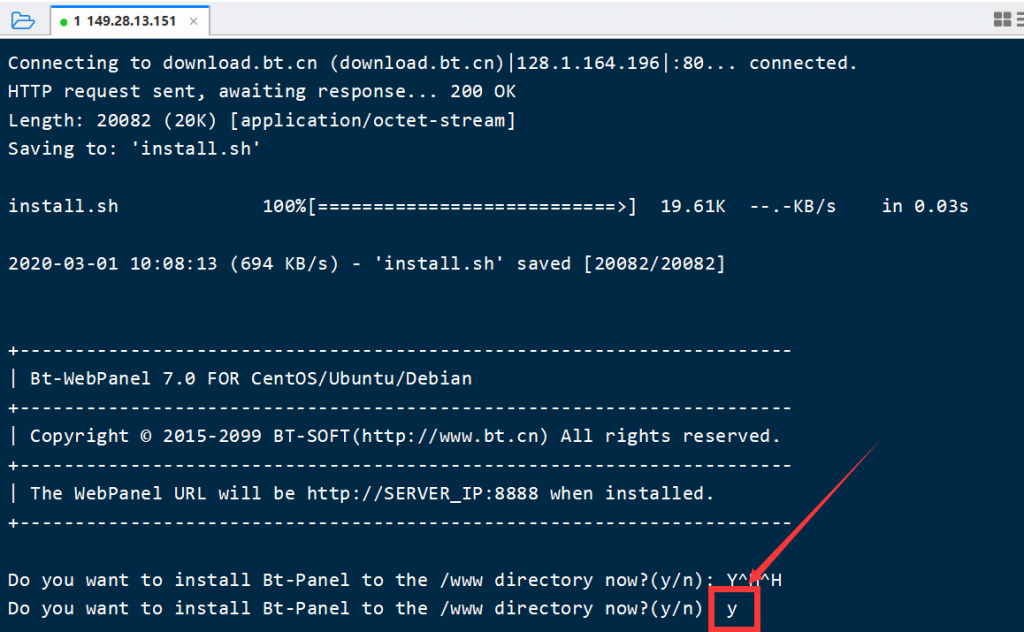 1 149.28.13.151 ×
Connecting to download.bt.cn (download.bt.cn)|128.1.164.196|:80... connected.
HTTP request sent, awaiting response... 200 OK
Length: 20082 (20K) [application/octet-stream]
Saving to: 'install.sh'
install.sh 100%[===========================>] 19.61K --.-KB/s in 0.03s
2020-03-01 10:08:13 (694 KB/s) - 'install.sh' saved [20082/20082]
+----------------------------------------------------------------------
| Bt-WebPanel 7.0 FOR CentOS/Ubuntu/Debian
+----------------------------------------------------------------------
| Copyright © 2015-2099 BT-SOFT(http://www.bt.cn) All rights reserved.
+----------------------------------------------------------------------
| The WebPanel URL will be http://SERVER_IP:8888 when installed.
+----------------------------------------------------------------------
Do you want to install Bt-Panel to the /www directory now?(y/n): Y^H^H
Do you want to install Bt-Panel to the /www directory now?(y/n) y